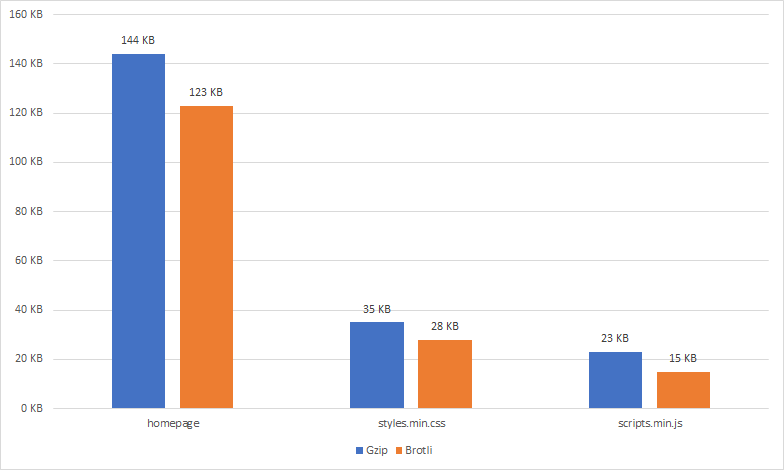 160 KB
144 KB
140 KB
123 KB
120 KB
100 KB
80 KB
60 KB
40 KB
35 KB
28 KB
23 KB
20 KB
15 KB
0 KB
homepage styles.min.css scripts.min.js
Gzip Brotli